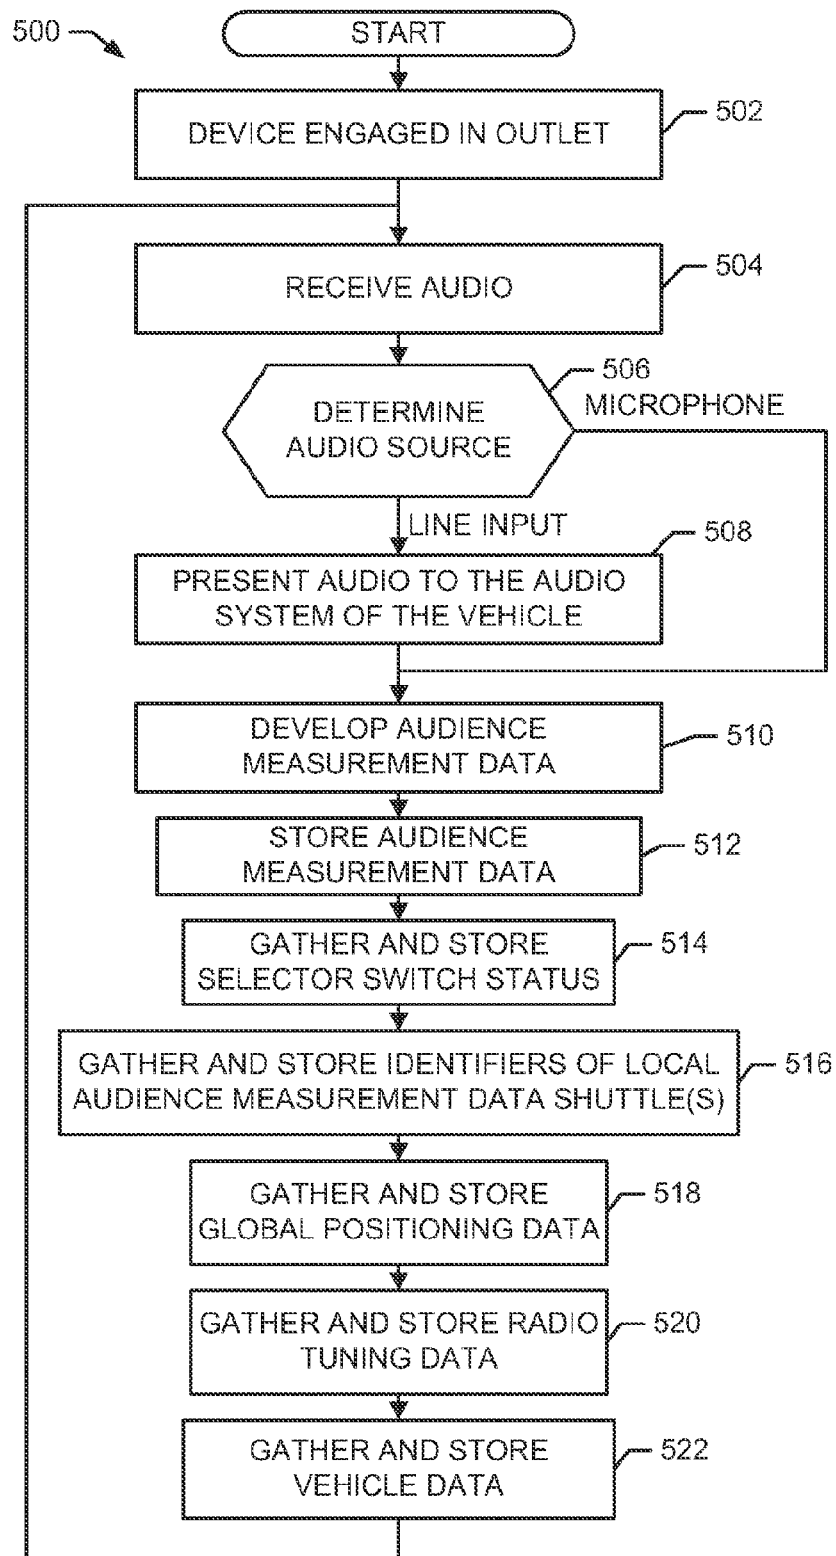 500
START
DEVICE ENGAGED IN OUTLET
502
RECEIVE AUDIO
504
DETERMINE
AUDIO SOURCE
506
MICROPHONE
LINE INPUT
PRESENT AUDIO TO THE AUDIO
SYSTEM OF THE VEHICLE
508
DEVELOP AUDIENCE
MEASUREMENT DATA
510
STORE AUDIENCE
MEASUREMENT DATA
512
GATHER AND STORE
SELECTOR SWITCH STATUS
514
GATHER AND STORE IDENTIFIERS OF LOCAL
AUDIENCE MEASUREMENT DATA SHUTTLE(S)
516
GATHER AND STORE
GLOBAL POSITIONING DATA
518
GATHER AND STORE RADIO
TUNING DATA
520
GATHER AND STORE
VEHICLE DATA
522